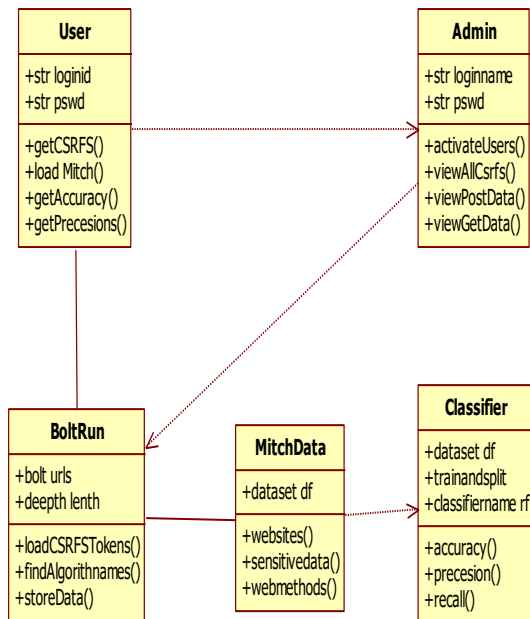 User
+str loginid
+str pswd
+getCSRFS()
+load Mitch()
+getAccuracy()
+getPrecesions()
Admin
+str loginname
+str pswd
+activateUsers()
+viewAllCsrfs()
+viewPostData()
+viewGetData()
BoltRun
+bolt urls
+deepth lenth
+loadCSRFSTokens()
+findAlgorithnames()
+storeData()
MitchData
+dataset df
+websites()
+sensitivedata()
+webmethods()
Classifier
+dataset df
+trainandsplit
+classifiername rf
+accuracy()
+precesion()
+recall()